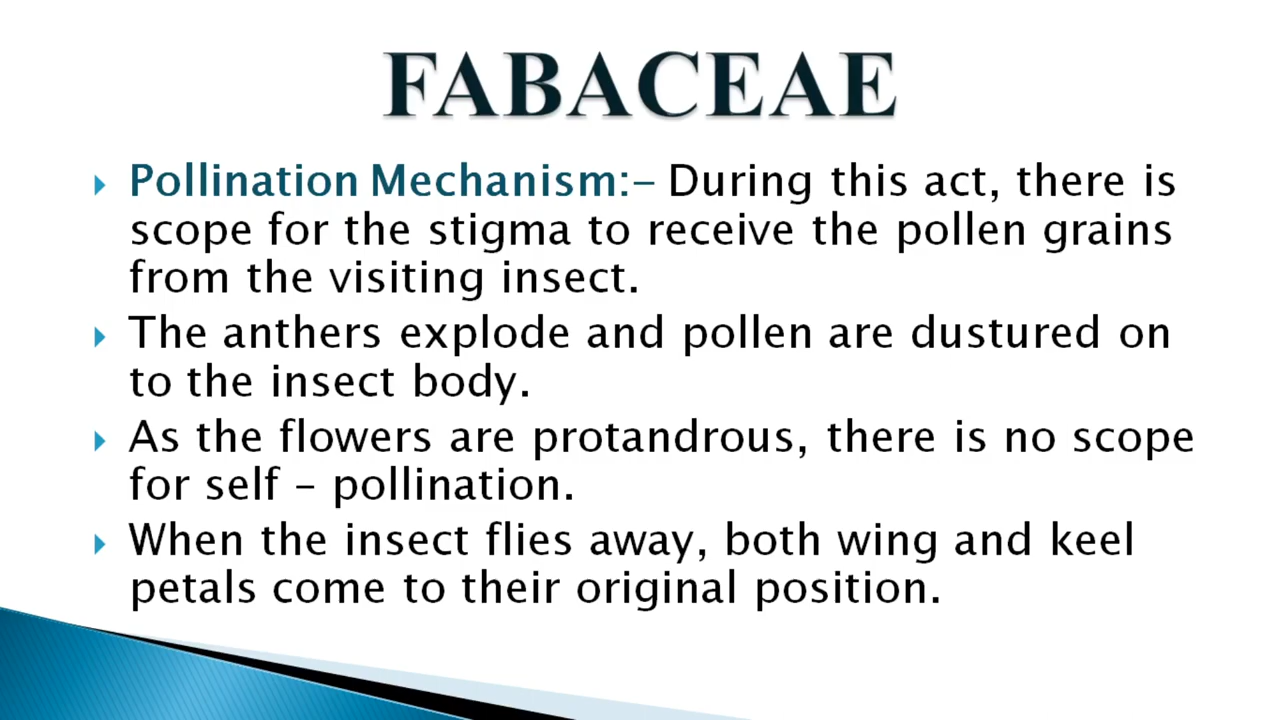 FABACEAE
Pollination Mechanism:- During this act, there is
scope for the stigma to receive the pollen grains
from the visiting insect.
The anthers explode and pollen are dustured on
to the insect body.
As the flowers are protandrous, there is no scope
for self - pollination.
When the insect flies away, both wing and keel
petals come to their original position.